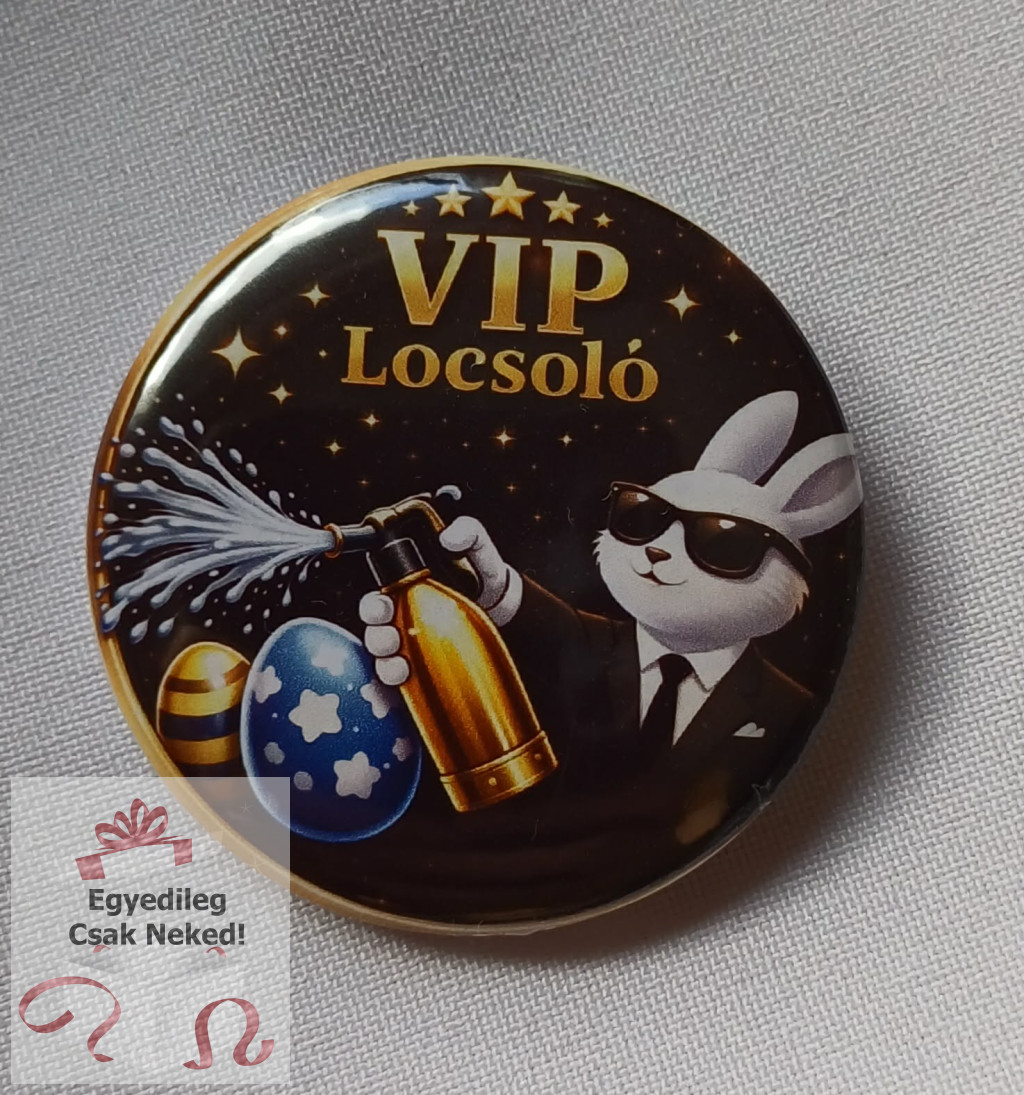 VIP
Locsoló
Egyedileg
Csak Neked!